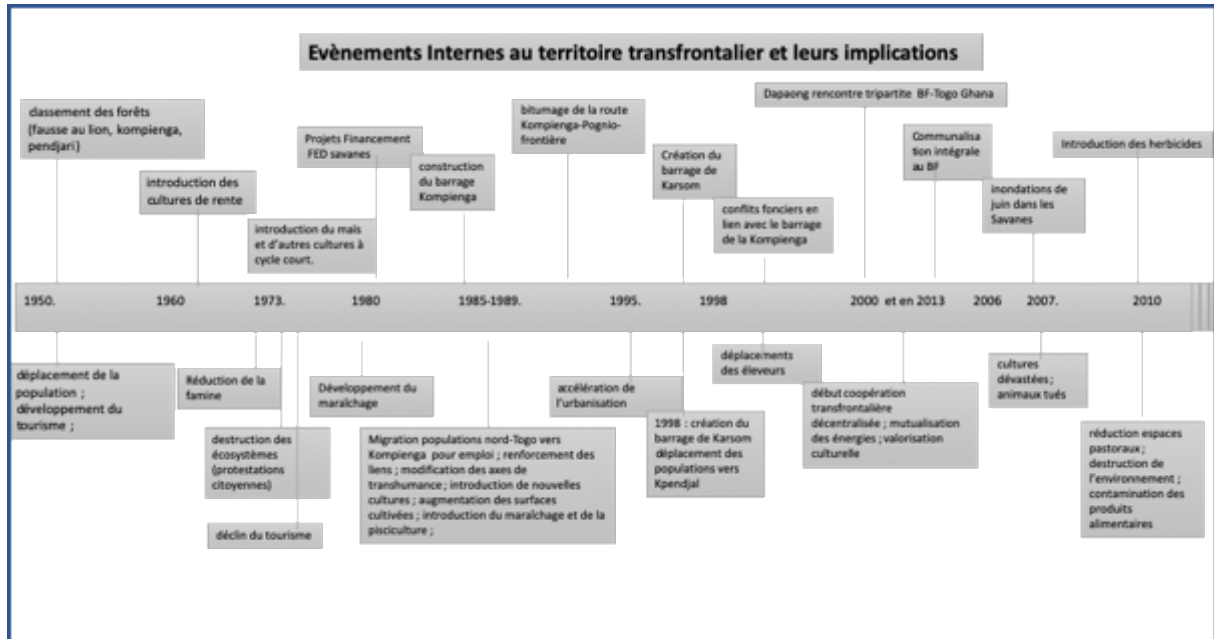 Evènements Internes au territoire transfrontalier et leurs implications
classement des forêts
(fausse au lion, kompienga,
pendjari)
introduction des
cultures de rente
introduction du maïs
et d'autres cultures à
cycle court.
Projets Financement
FED savanes
construction
du barrage
Kompienga
bitumage de la route
Kompienga-Pognio-
frontière
Création du
barrage de
Karsom
conflits fonciers en
lien avec le barrage
de la Kompienga
Dapaong rencontre tripartite BF-Togo Ghana
Communalisa
tion intégrale
au BF
inondations de
juin dans les
Savanes
Introduction des herbicides
1950. 1960 1973. 1980 1985-1989. 1995. 1998 2000 et en 2013 2006 2007. 2010
déplacement de la
population ;
développement du
tourisme ;
Réduction de la
famine
destruction des
écosystèmes
(protestations
citoyennes)
déclin du tourisme
Développement du
maraîchage
Migration populations nord-Togo vers
Kompienga pour emploi ; renforcement des
liens ; modification des axes de
transhumance ; introduction de nouvelles
cultures ; augmentation des surfaces
cultivées ; introduction du maraîchage et de la
pisciculture ;
accélération de
l'urbanisation
1998 : création du
barrage de Karsom
déplacement des
populations vers
Kpendjal
déplacements
des éleveurs
début coopération
transfrontalière
décentralisée ; mutualisation
des énergies ; valorisation
culturelle
cultures
dévastées ;
animaux tués
réduction espaces
pastoraux ;
destruction de
l'environnement ;
contamination des
produits
alimentaires